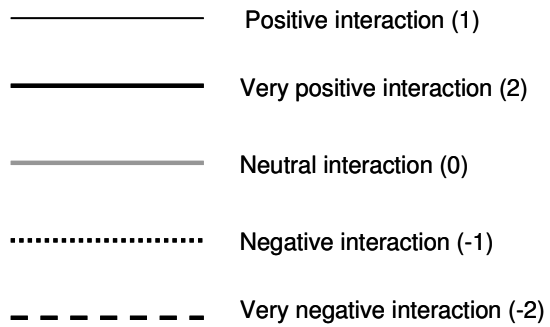 Positive interaction (1)
Very positive interaction (2)
Neutral interaction (0)
Negative interaction (-1)
Very negative interaction (-2)